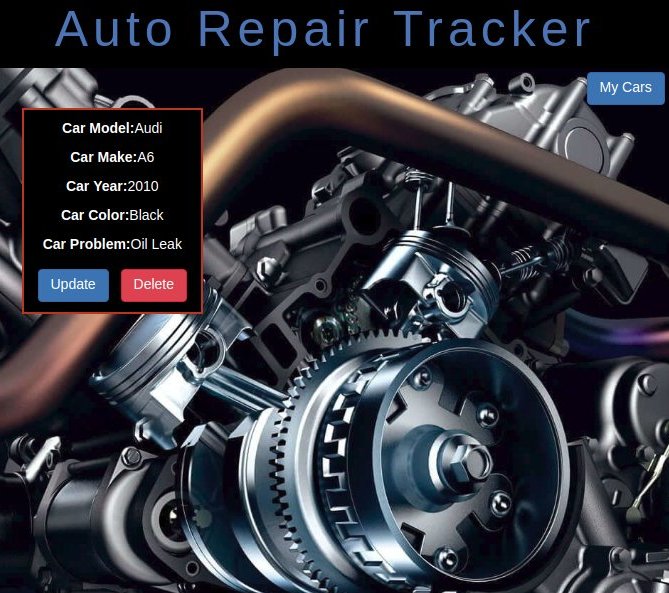 Auto Repair Tracker
My Cars
Car Model:Audi
Car Make:A6
Car Year:2010
Car Color:Black
Car Problem:Oil Leak
Update Delete